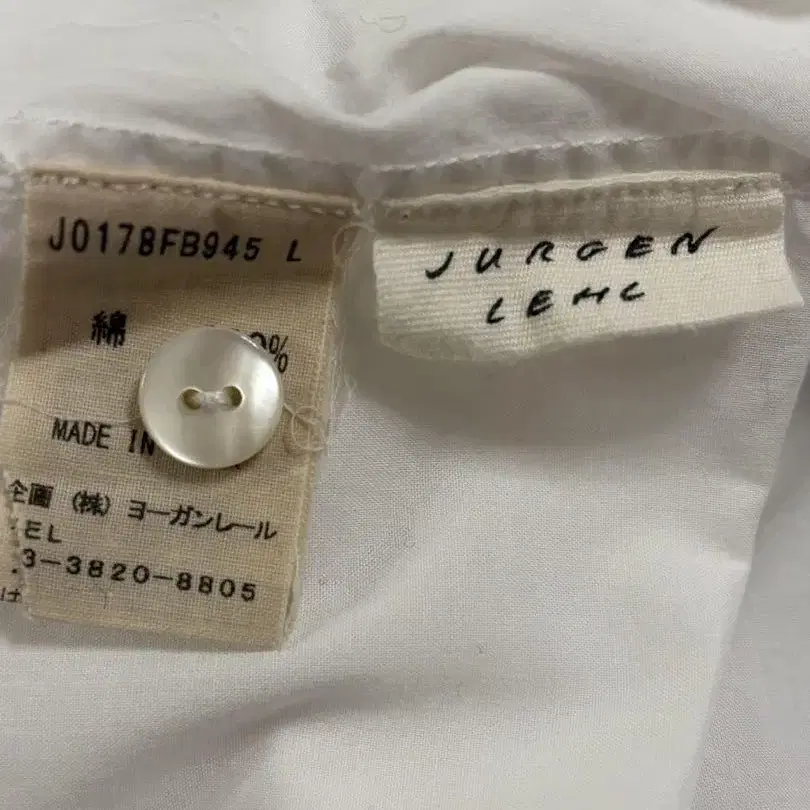 J0178FB945 L
綿 %
MADE IN
企画 (株) ヨーガンレール
3-3820-8805
JURGEN
LEHL